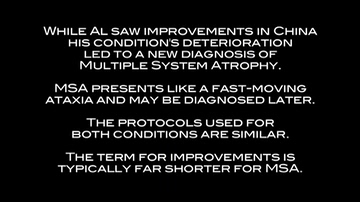 While Al saw improvements in China
his condition's deterioration
led to a new diagnosis of
Multiple System Atrophy.
MSA presents like a fast-moving
ataxia and may be diagnosed later.
The protocols used for
both conditions are similar.
The term for improvements is
typically far shorter for MSA.